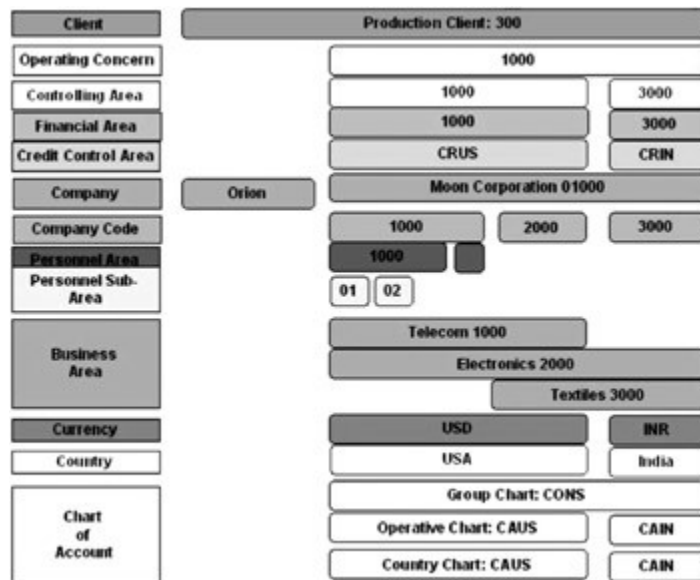 Client
Production Client: 300
Operating Concern
1000
Controlling Area
1000
3000
Financial Area
1000
3000
Credit Control Area
CRUS
CRIN
Company
Orion
Moon Corporation 01000
Company Code
1000
2000
3000
Personnel Area
1000
Personnel Sub-
Area
01
02
Business
Area
Telecom 1000
Electronics 2000
Textiles 3000
Currency
USD
INR
Country
USA
India
Chart
of
Account
Group Chart: CONS
Operative Chart: CAUS
CAIN
Country Chart: CAUS
CAIN